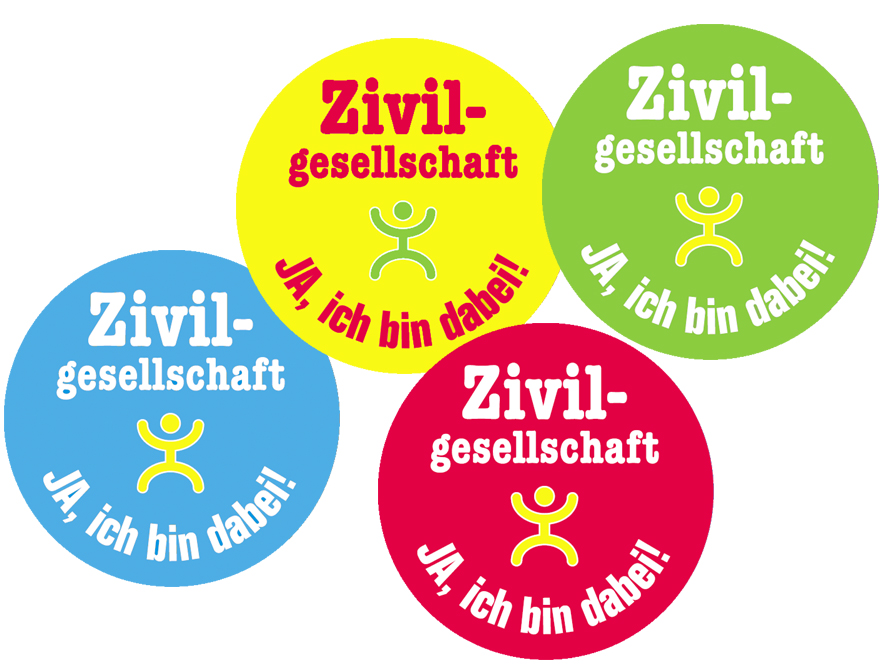 Zivil-
gesellschaft
JA, ich bin dabei!
Zivil-
gesellschaft
JA, ich bin dabei!
Zivil-
gesellschaft
JA, ich bin dabei!
Zivil-
gesellschaft
JA, ich bin dabei!